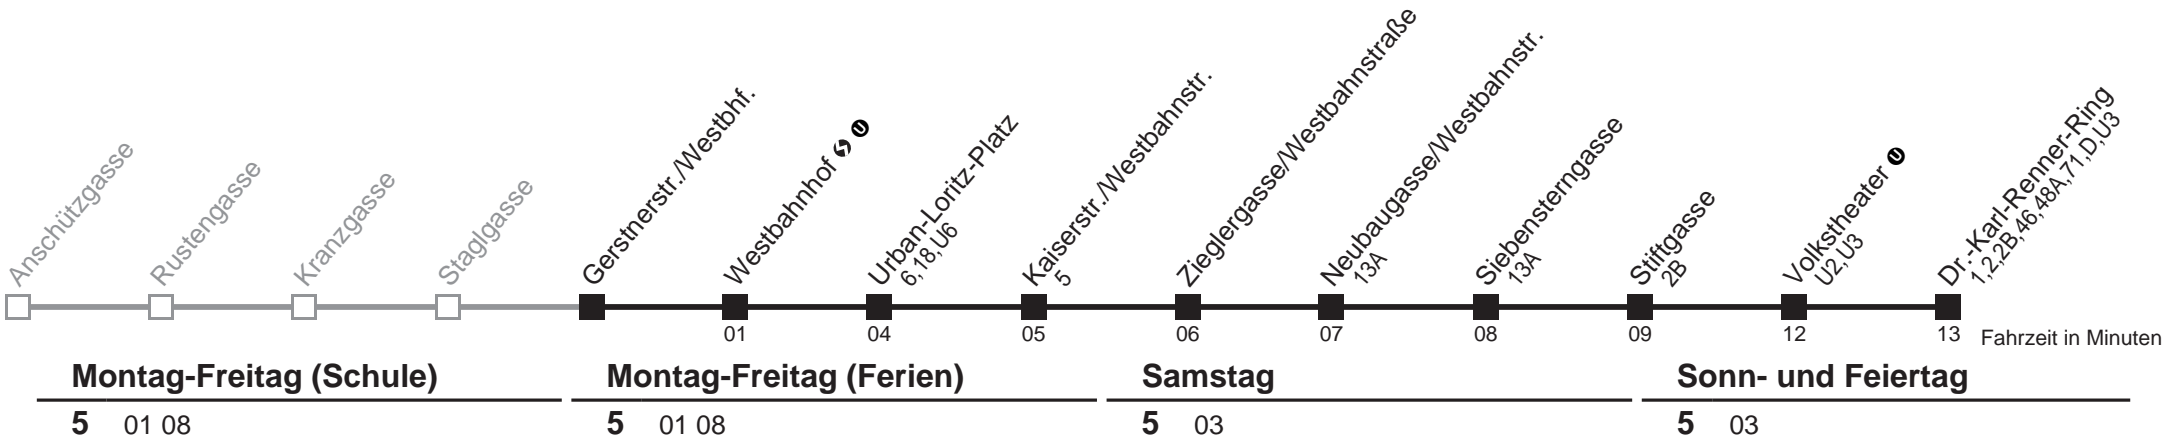 Anschützgasse
Rustengasse
Kranzgasse
Staglgasse
Gerstnerstr./Westbhf.
Westbahnhof
Urban-Loritz-Platz
6,18,U6
Kaiserstr./Westbahnstr.
5
Zieglergasse/Westbahnstraße
Neubaugasse/Westbahnstr.
13A
Siebensterngasse
13A
Stiftgasse
2B
Volkstheater U
U2,U3
Dr.-Karl-Renner-Ring
1,2,2B,46,48A,71,D,U3
01 04 05 06 07 08 09 12 13 Fahrzeit in Minuten
Montag-Freitag (Schule) Montag-Freitag (Ferien) Samstag Sonn- und Feiertag
5 01 08 5 01 08 5 03 5 03